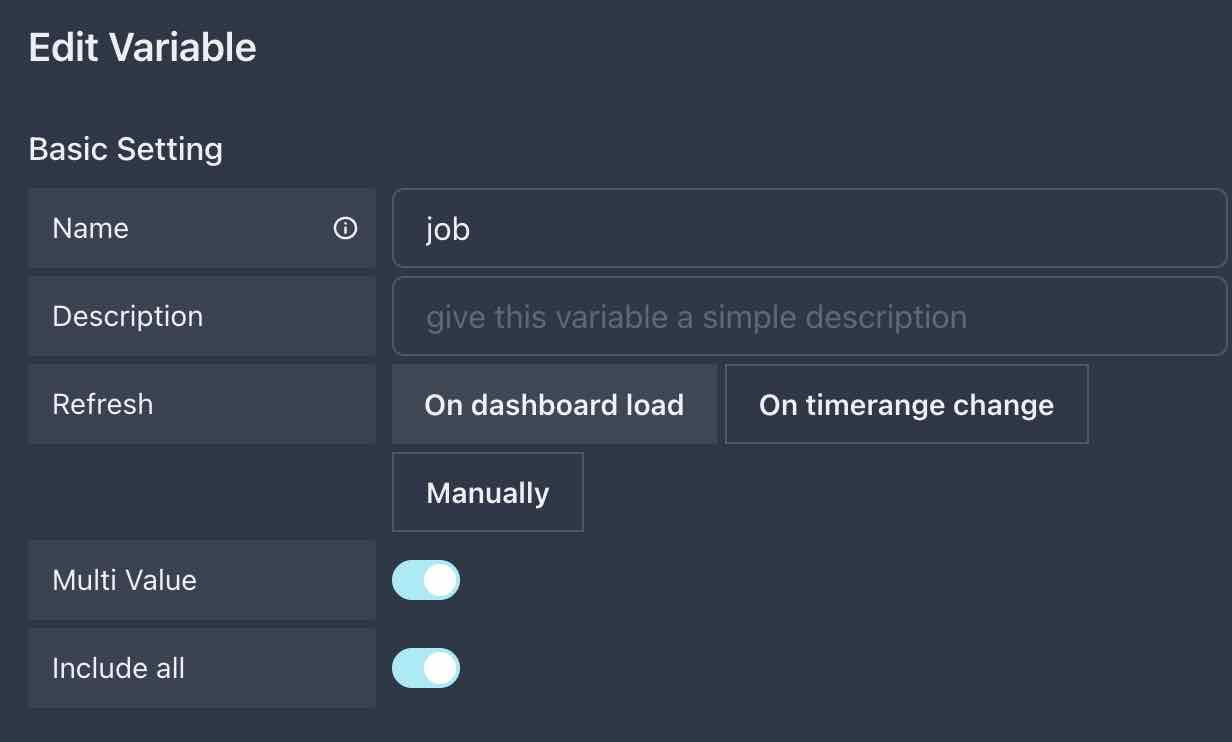 Edit Variable
Basic Setting
Name
job
Description
give this variable a simple description
Refresh
On dashboard load
On timerange change
Manually
Multi Value
Include all